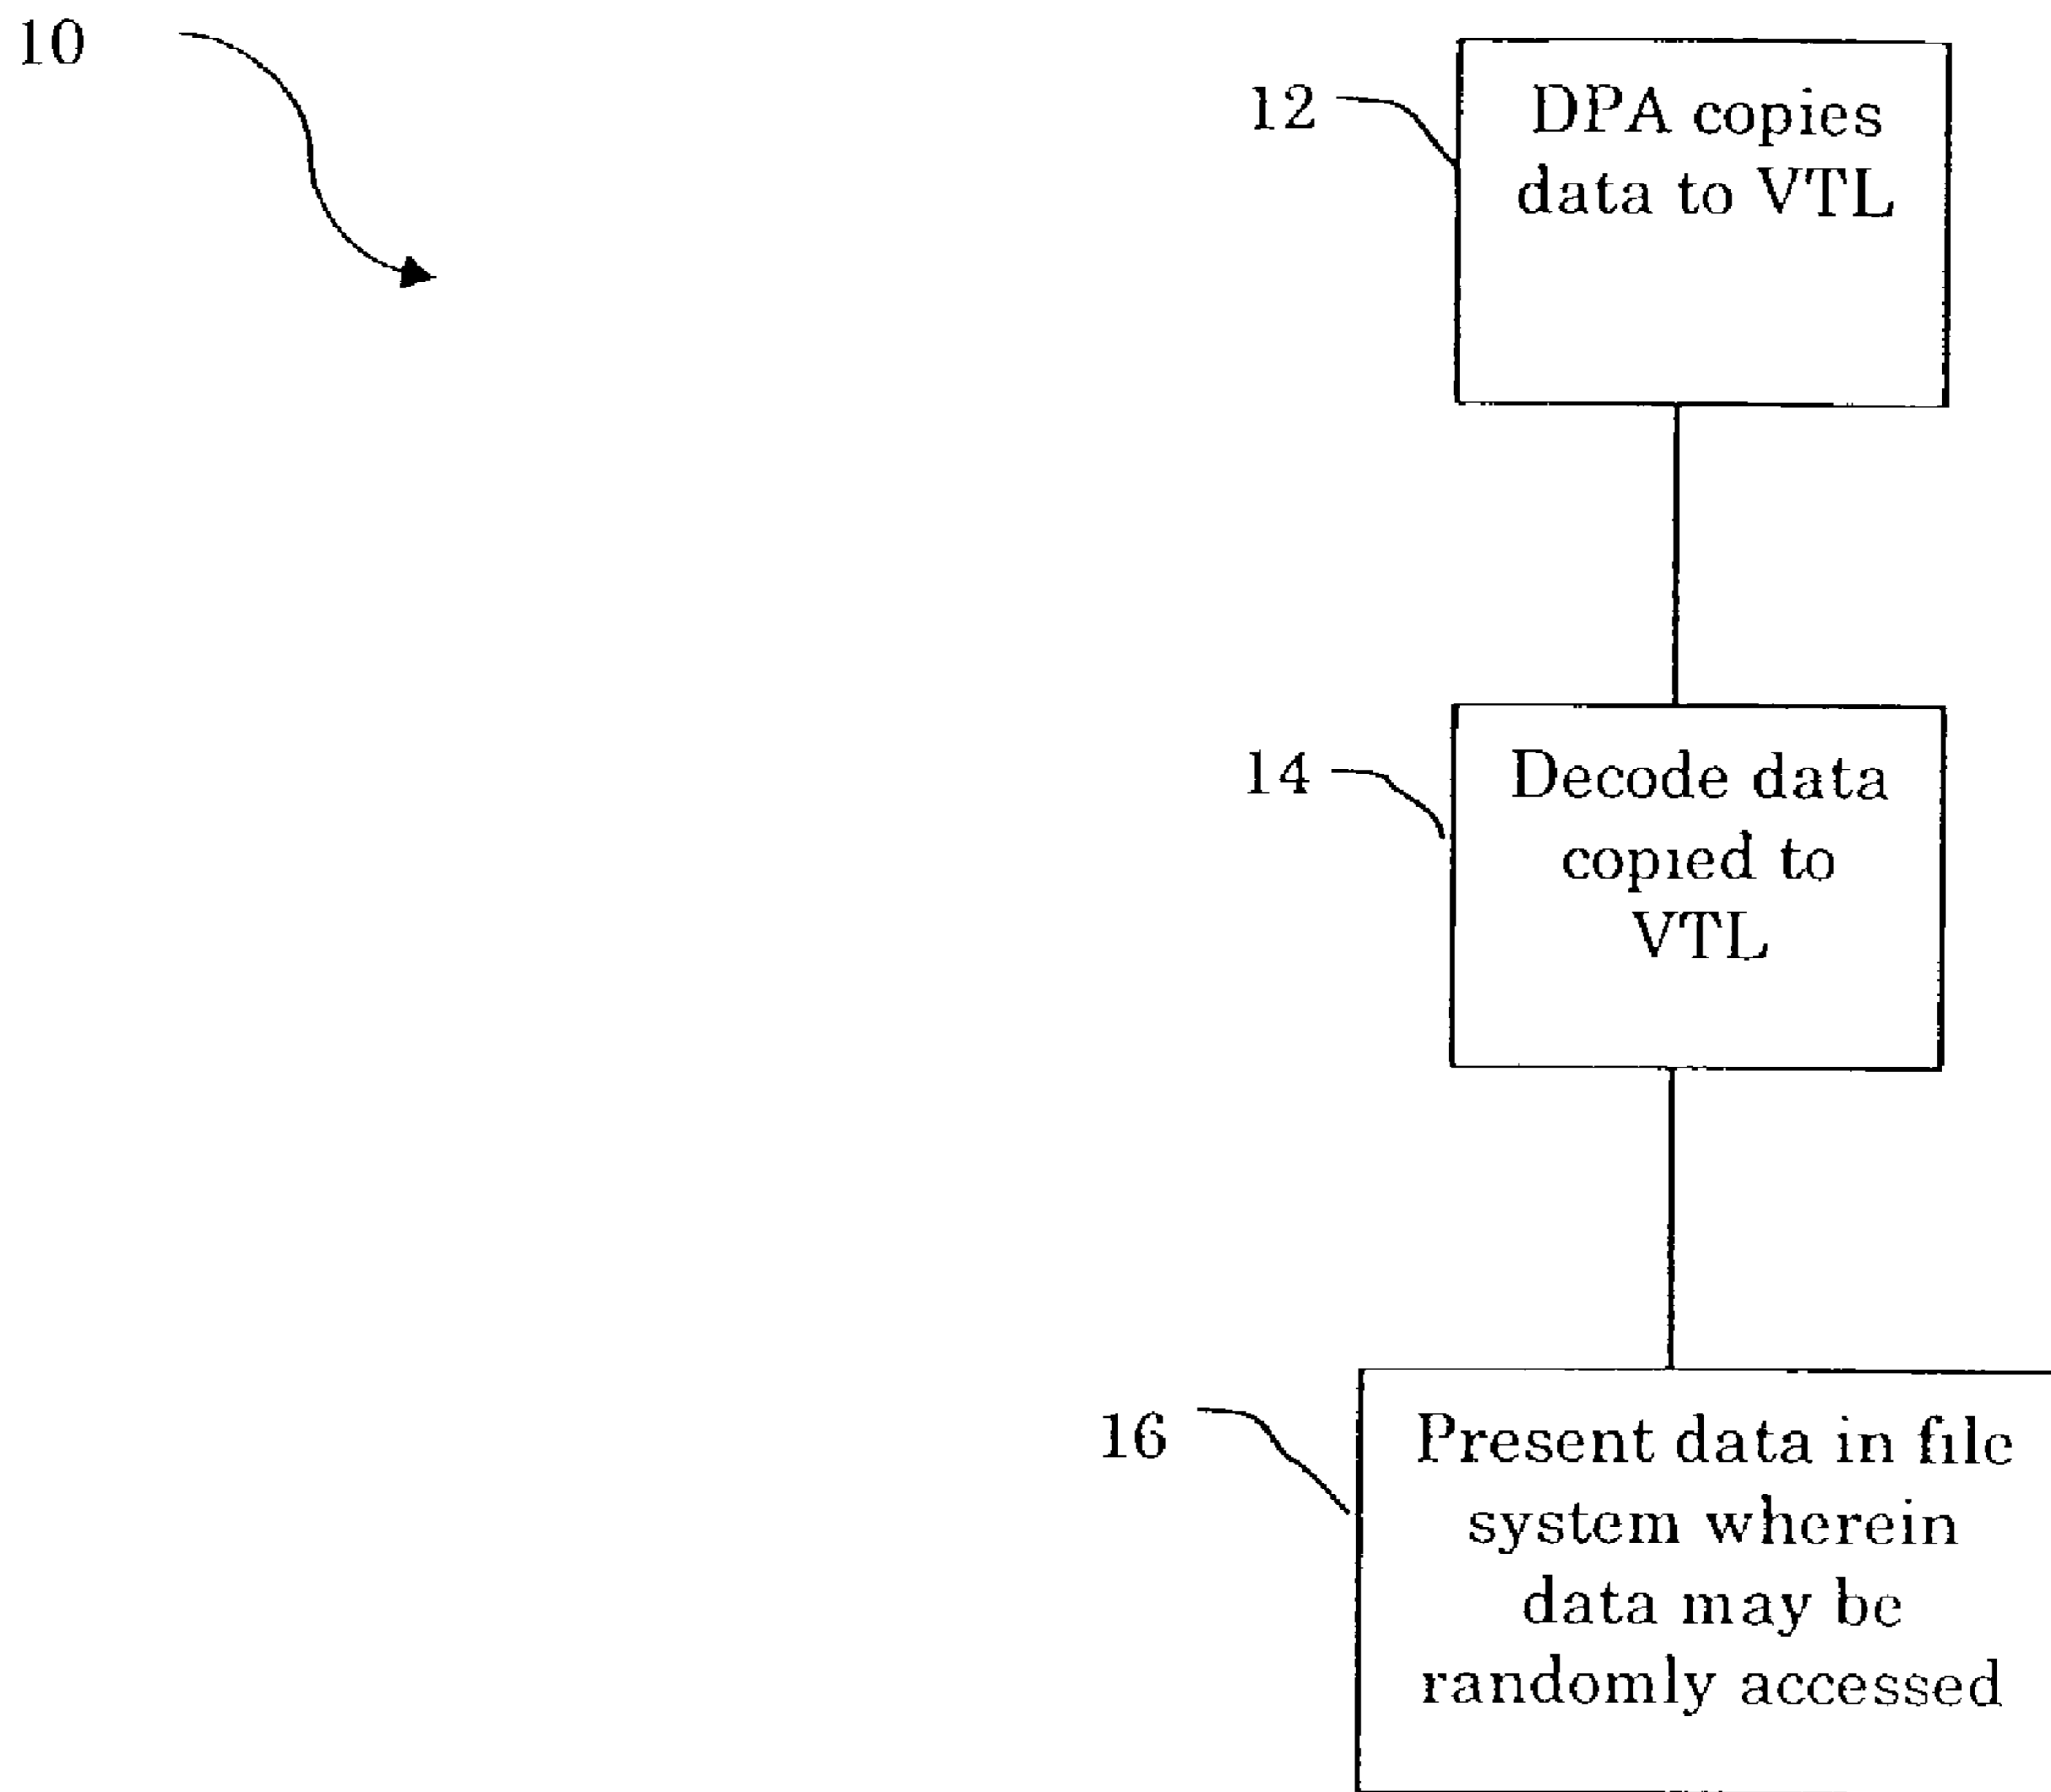 10
12
DPA copies
data to VTL
14
Decode data
copied to
VTL
16
Present data in file
system wherein
data may be
randomly accessed